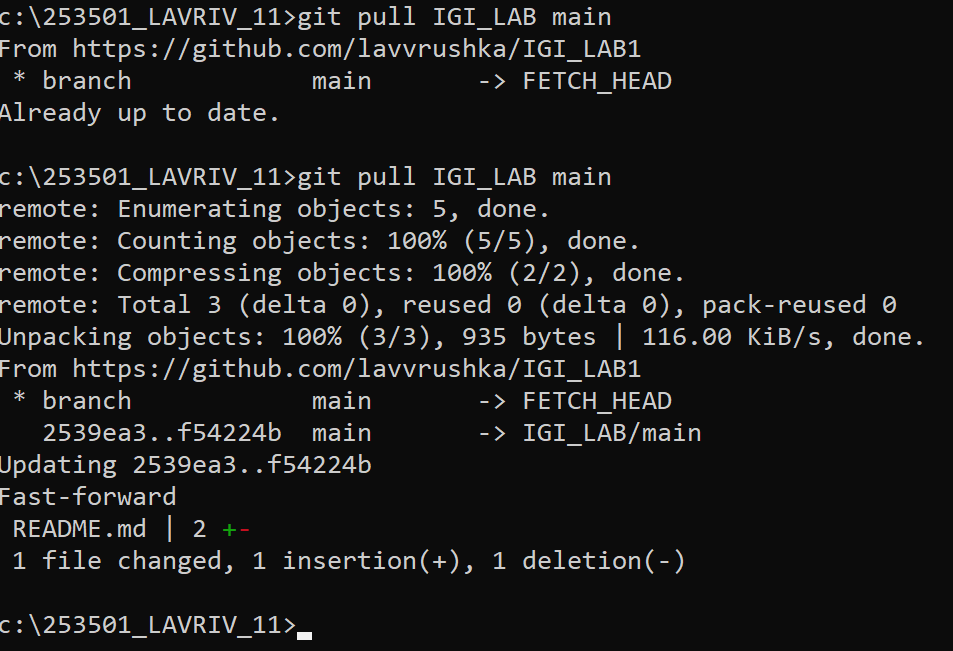 c:\253501_LAVRIV_11>git pull IGI_LAB main
From https://github.com/lavvrushka/IGI_LAB1
 * branch            main       -> FETCH_HEAD
Already up to date.

c:\253501_LAVRIV_11>git pull IGI_LAB main
remote: Enumerating objects: 5, done.
remote: Counting objects: 100% (5/5), done.
remote: Compressing objects: 100% (2/2), done.
remote: Total 3 (delta 0), reused 0 (delta 0), pack-reused 0
Unpacking objects: 100% (3/3), 935 bytes | 116.00 KiB/s, done.
From https://github.com/lavvrushka/IGI_LAB1
 * branch            main       -> FETCH_HEAD
   2539ea3..f54224b  main       -> IGI_LAB/main
Updating 2539ea3..f54224b
Fast-forward
 README.md | 2 +-
 1 file changed, 1 insertion(+), 1 deletion(-)

c:\253501_LAVRIV_11>